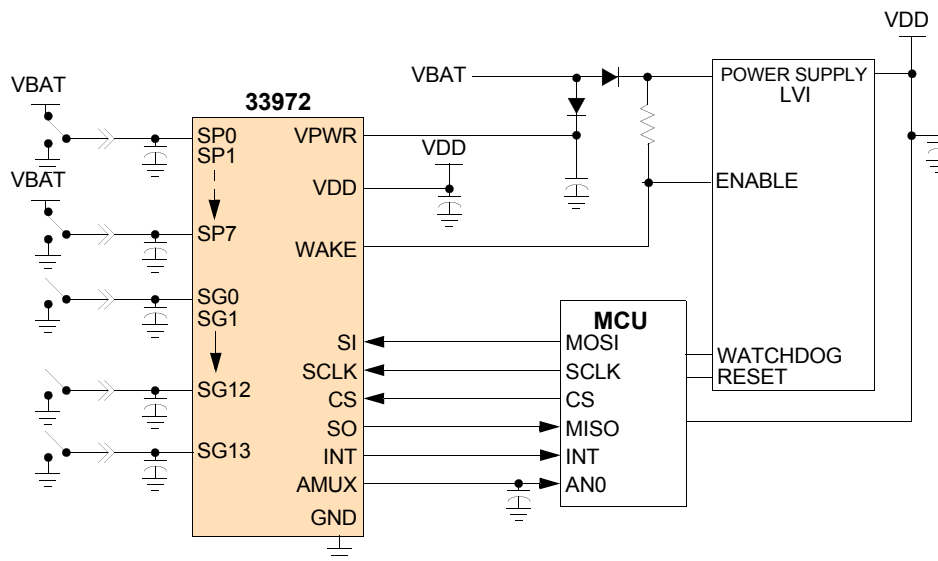 VDD
VBAT
POWER SUPPLY
LVI
VBAT
33972
SP0
SP1
VPWR
VDD
VDD
ENABLE
VBAT
SP7
WAKE
SG0
SG1
MCU
SI
MOSI
WATCHDOG
RESET
SCLK
SCLK
SG12
CS
CS
SO
MISO
SG13
INT
INT
AMUX
AN0
GND